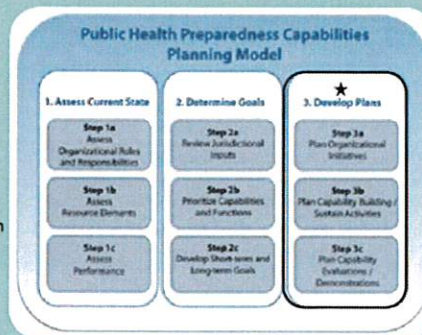 Public Health Preparedness Capabilities
Planning Model
1. Assess Current State
Step 1a
Assess
Organizational Roles
and Responsibilities
Step 1b
Assess
Resource Elements
Step 1c
Assess
Performance
2. Determine Goals
Step 2a
Review Jurisdictional
Inputs
Step 2b
Prioritize Capabilities
and Functions
Step 2c
Develop Short-term and
Long-term Goals
3. Develop Plans
Step 3a
Plan Organizational
Initiatives
Step 3b
Plan Capability Building /
Sustain Activities
Step 3c
Plan Capability
Evaluations /
Demonstrations